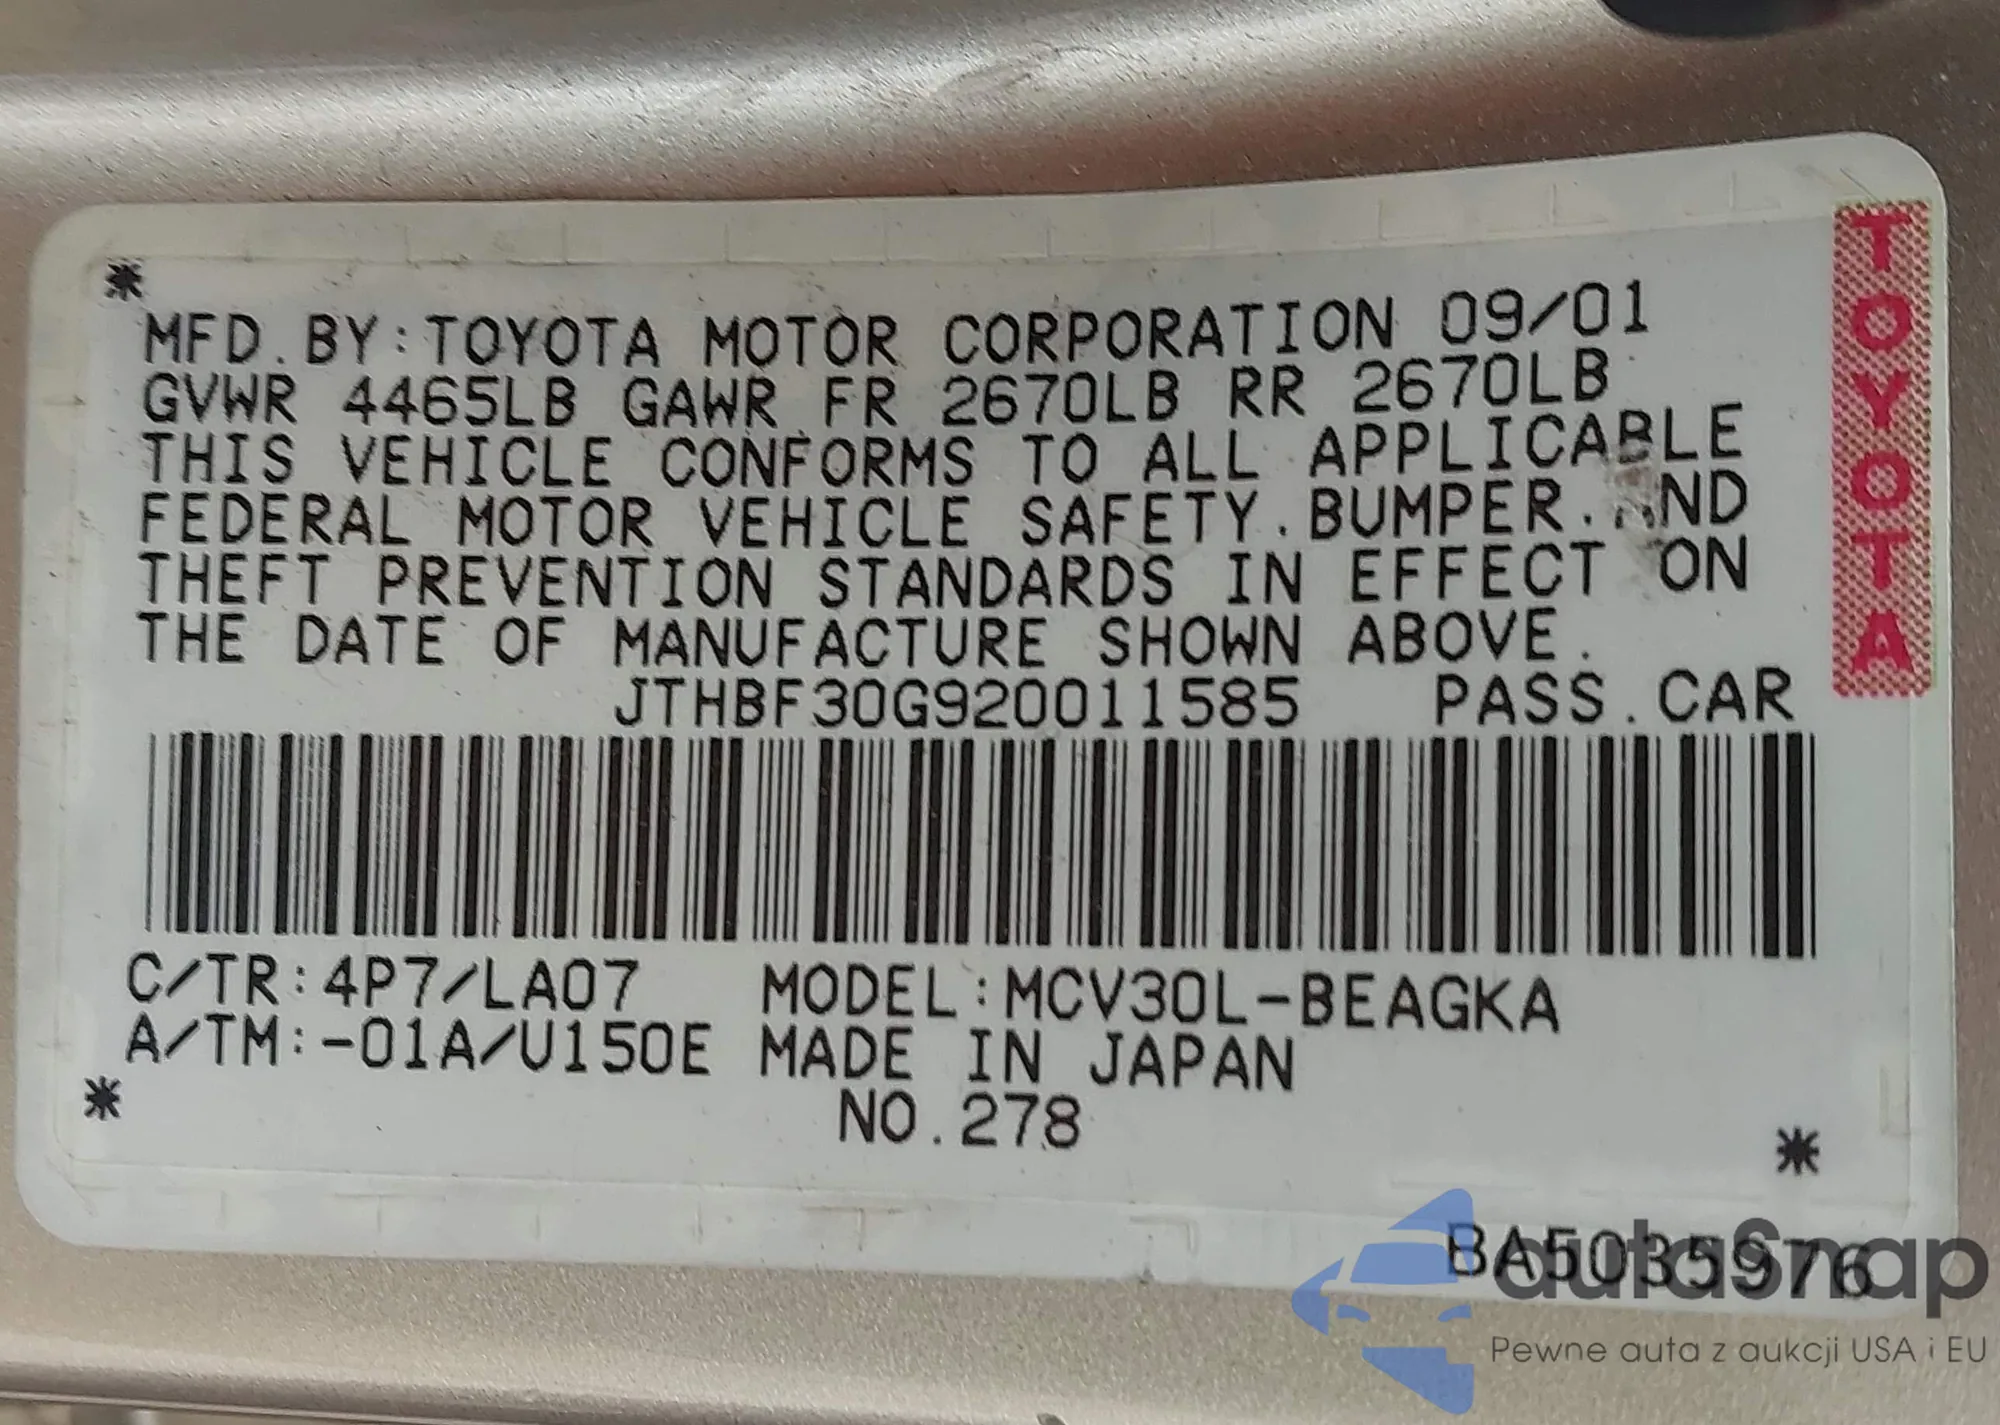 *
MFD.BY:TOYOTA MOTOR CORPORATION 09/01
GVWR 4465LB GAWR FR 2670LB RR 2670LB
THIS VEHICLE CONFORMS TO ALL APPLICABLE
FEDERAL MOTOR VEHICLE SAFETY.BUMPER.AND
THEFT PREVENTION STANDARDS IN EFFECT ON
THE DATE OF MANUFACTURE SHOWN ABOVE.
JTHBF30G920011585 PASS.CAR
TOYOTA
C/TR:4P7/LA07 MODEL:MCV30L-BEAGKA
A/TM:-01A/U150E MADE IN JAPAN
* NO.278 *
BA5035976
autoSnap
Pewne auta z aukcji USA i EU